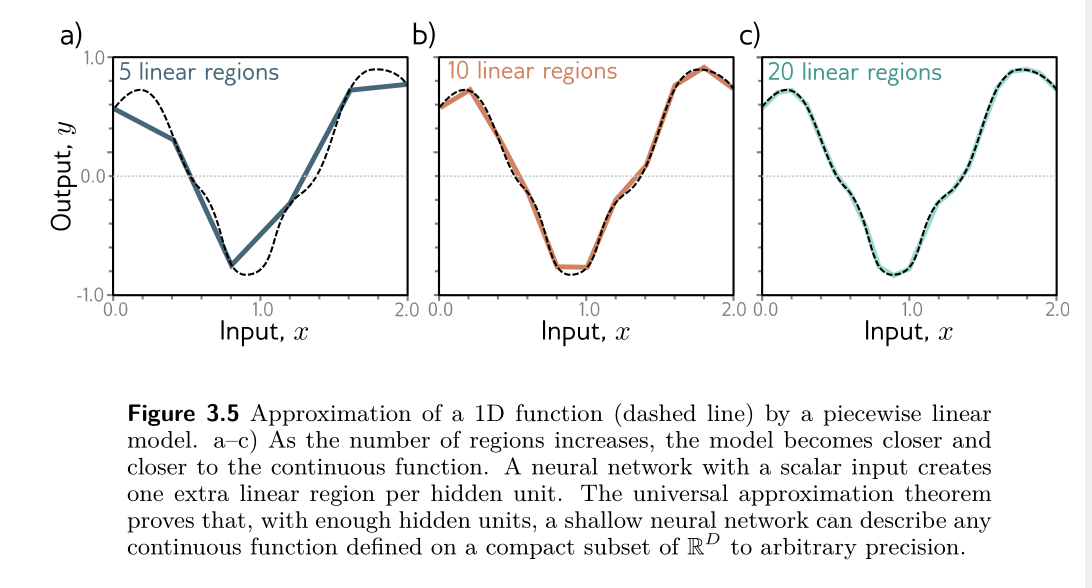 a)
b)
c)
5 linear regions
10 linear regions
20 linear regions
1.0
0.0
-1.0
Output, y
0.0 1.0 2.0
0.0 1.0 2.0
0.0 1.0 2.0
Input, x
Input, x
Input, x
Figure 3.5 Approximation of a 1D function (dashed line) by a piecewise linear
model. a–c) As the number of regions increases, the model becomes closer and
closer to the continuous function. A neural network with a scalar input creates
one extra linear region per hidden unit. The universal approximation theorem
proves that, with enough hidden units, a shallow neural network can describe any
continuous function defined on a compact subset of ℝᴰ to arbitrary precision.